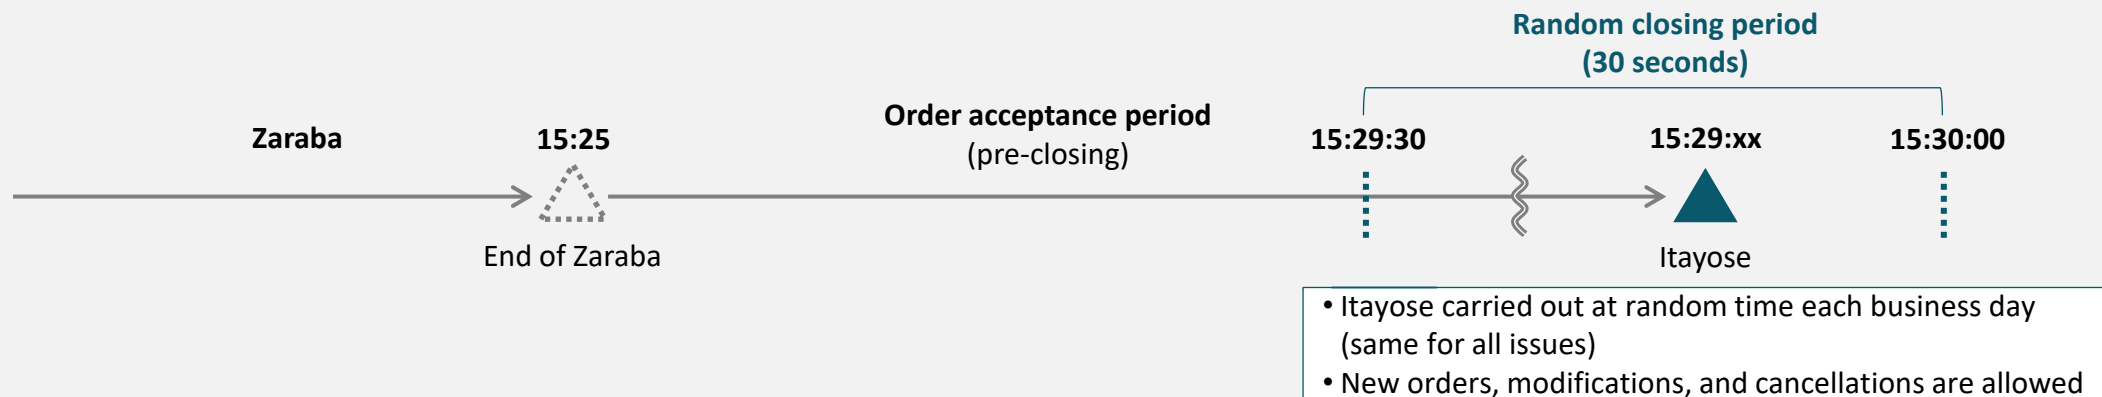 Random closing period
(30 seconds)
Zaraba
15:25
Order acceptance period
(pre-closing)
15:29:30
15:29:xx
15:30:00
End of Zaraba
Itayose
• Itayose carried out at random time each business day
(same for all issues)
• New orders, modifications, and cancellations are allowed